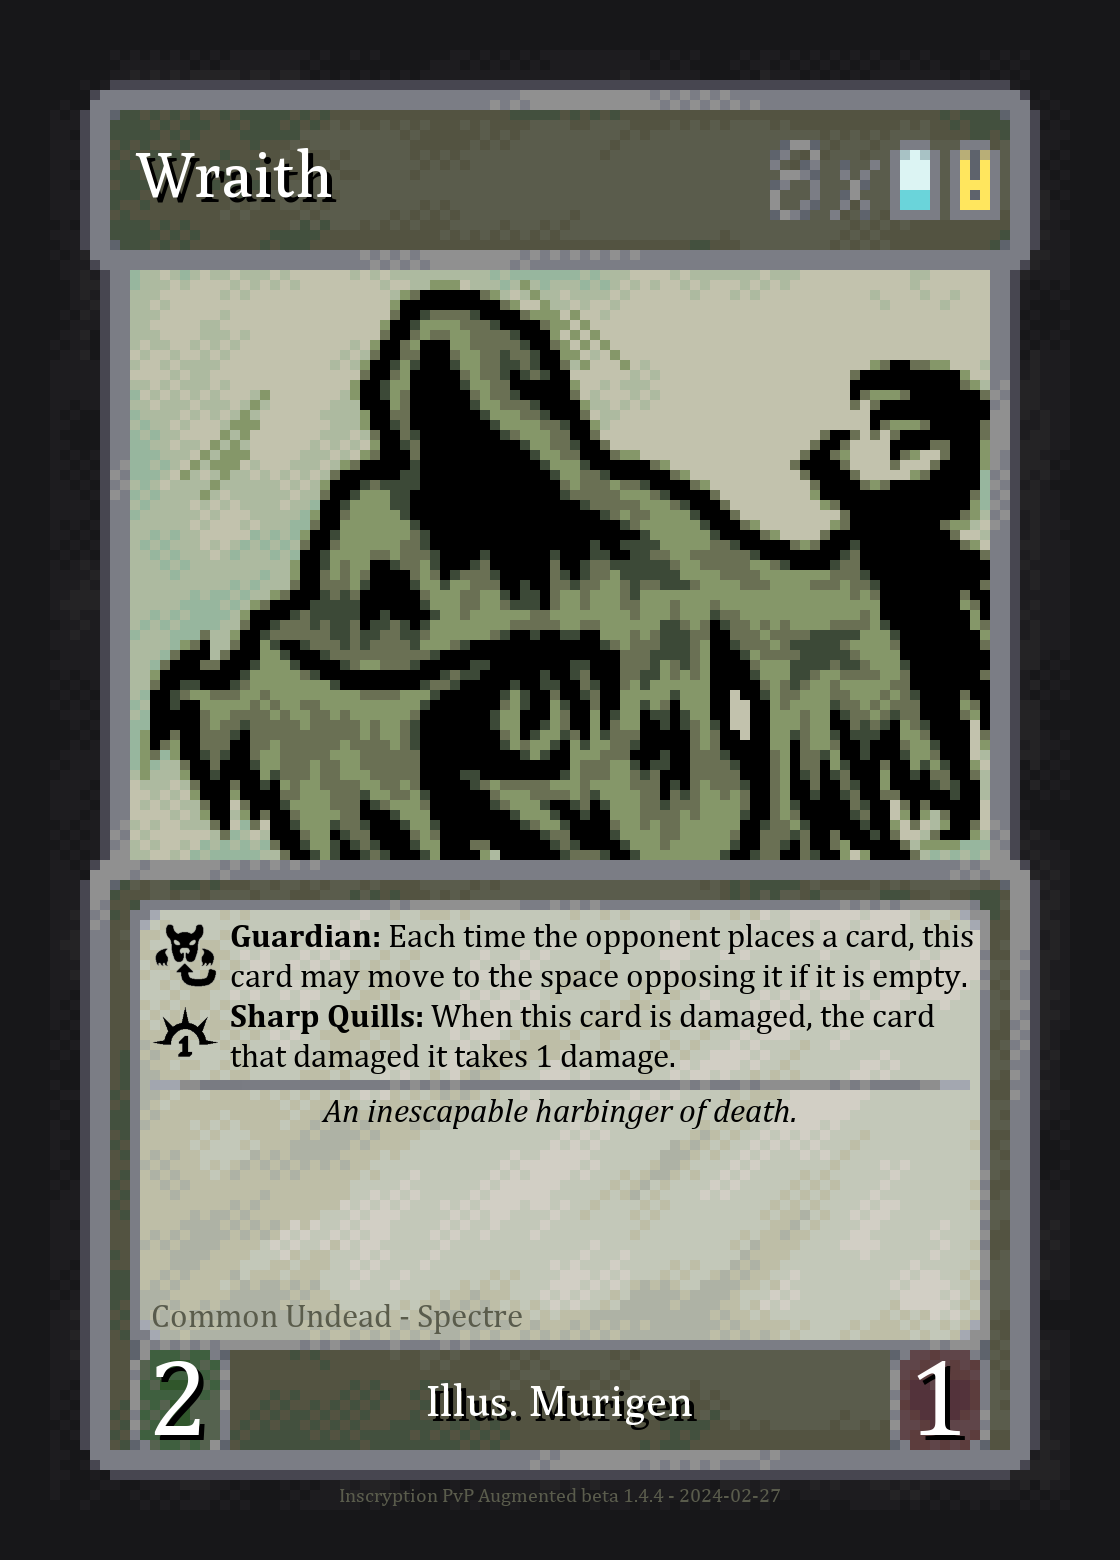 Wraith
8x
Guardian: Each time the opponent places a card, this
card may move to the space opposing it if it is empty.
1
Sharp Quills: When this card is damaged, the card
that damaged it takes 1 damage.
An inescapable harbinger of death.
Common Undead - Spectre
2
Illus. Murigen
1
Inscryption PvP Augmented beta 1.4.4 - 2024-02-27